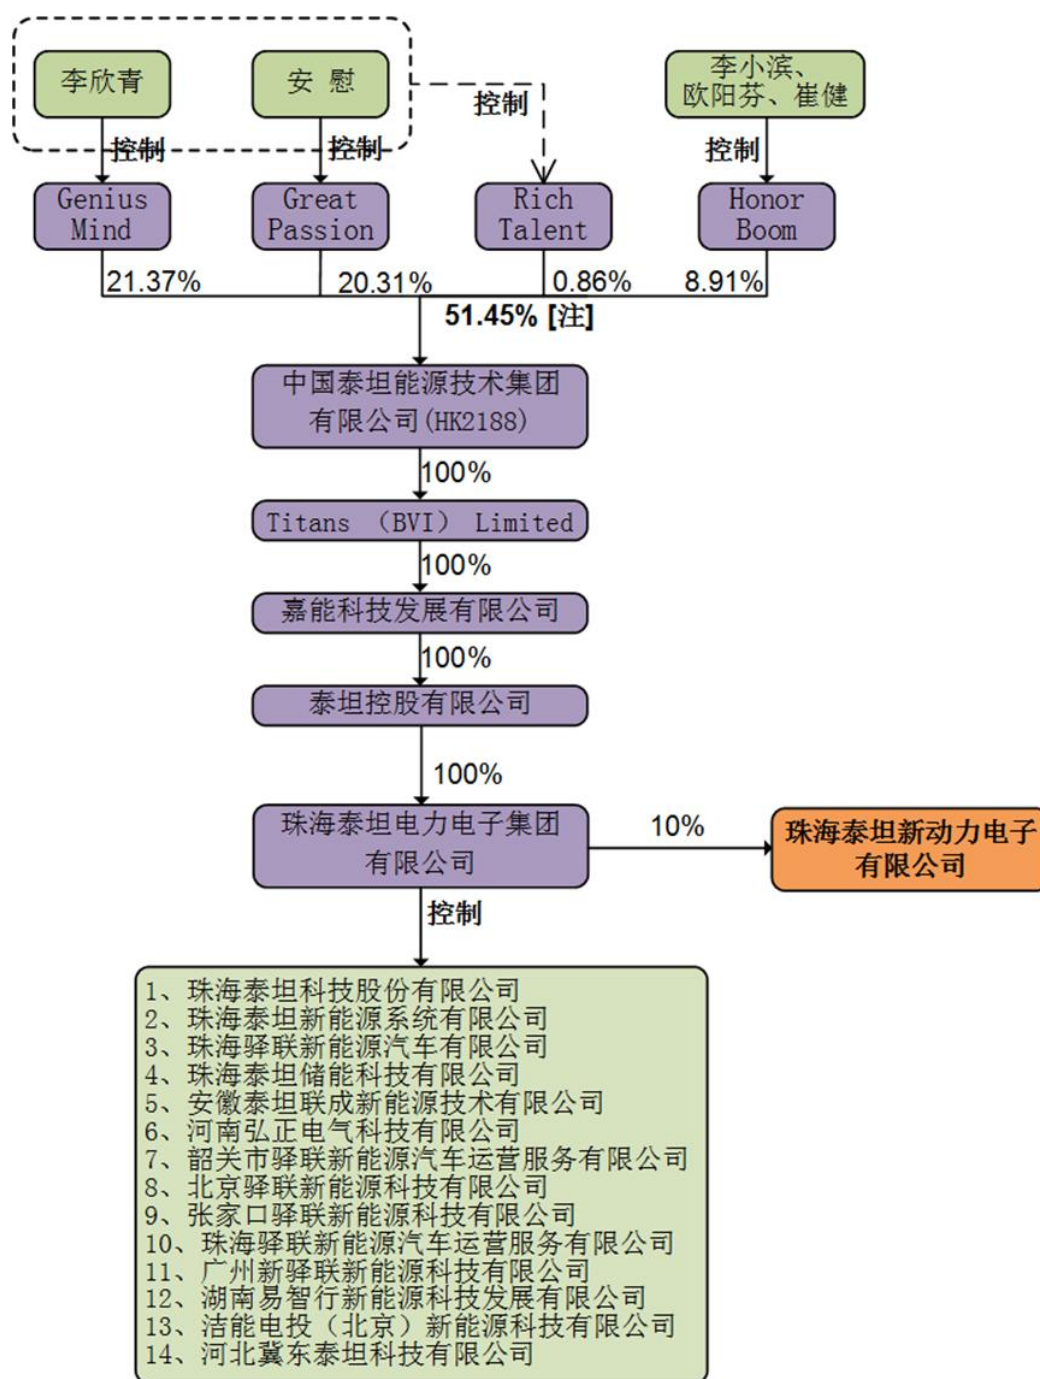 李欣青
安 慰
李小滨、
欧阳芬、崔健
控制
控制
控制
控制
Genius
Mind
Great
Passion
Rich
Talent
Honor
Boom
21.37%
20.31%
0.86%
8.91%
51.45% [注]
中国泰坦能源技术集团
有限公司(HK2188)
100%
Titans （BVI） Limited
100%
嘉能科技发展有限公司
100%
泰坦控股有限公司
100%
珠海泰坦电力电子集团
有限公司
10%
珠海泰坦新动力电子
有限公司
控制
1、珠海泰坦科技股份有限公司
2、珠海泰坦新能源系统有限公司
3、珠海驿联新能源汽车有限公司
4、珠海泰坦储能科技有限公司
5、安徽泰坦联成新能源技术有限公司
6、河南弘正电气科技有限公司
7、韶关市驿联新能源汽车运营服务有限公司
8、北京驿联新能源科技有限公司
9、张家口驿联新能源科技有限公司
10、珠海驿联新能源汽车运营服务有限公司
11、广州新驿联新能源科技有限公司
12、湖南易智行新能源科技发展有限公司
13、洁能电投（北京）新能源科技有限公司
14、河北冀东泰坦科技有限公司